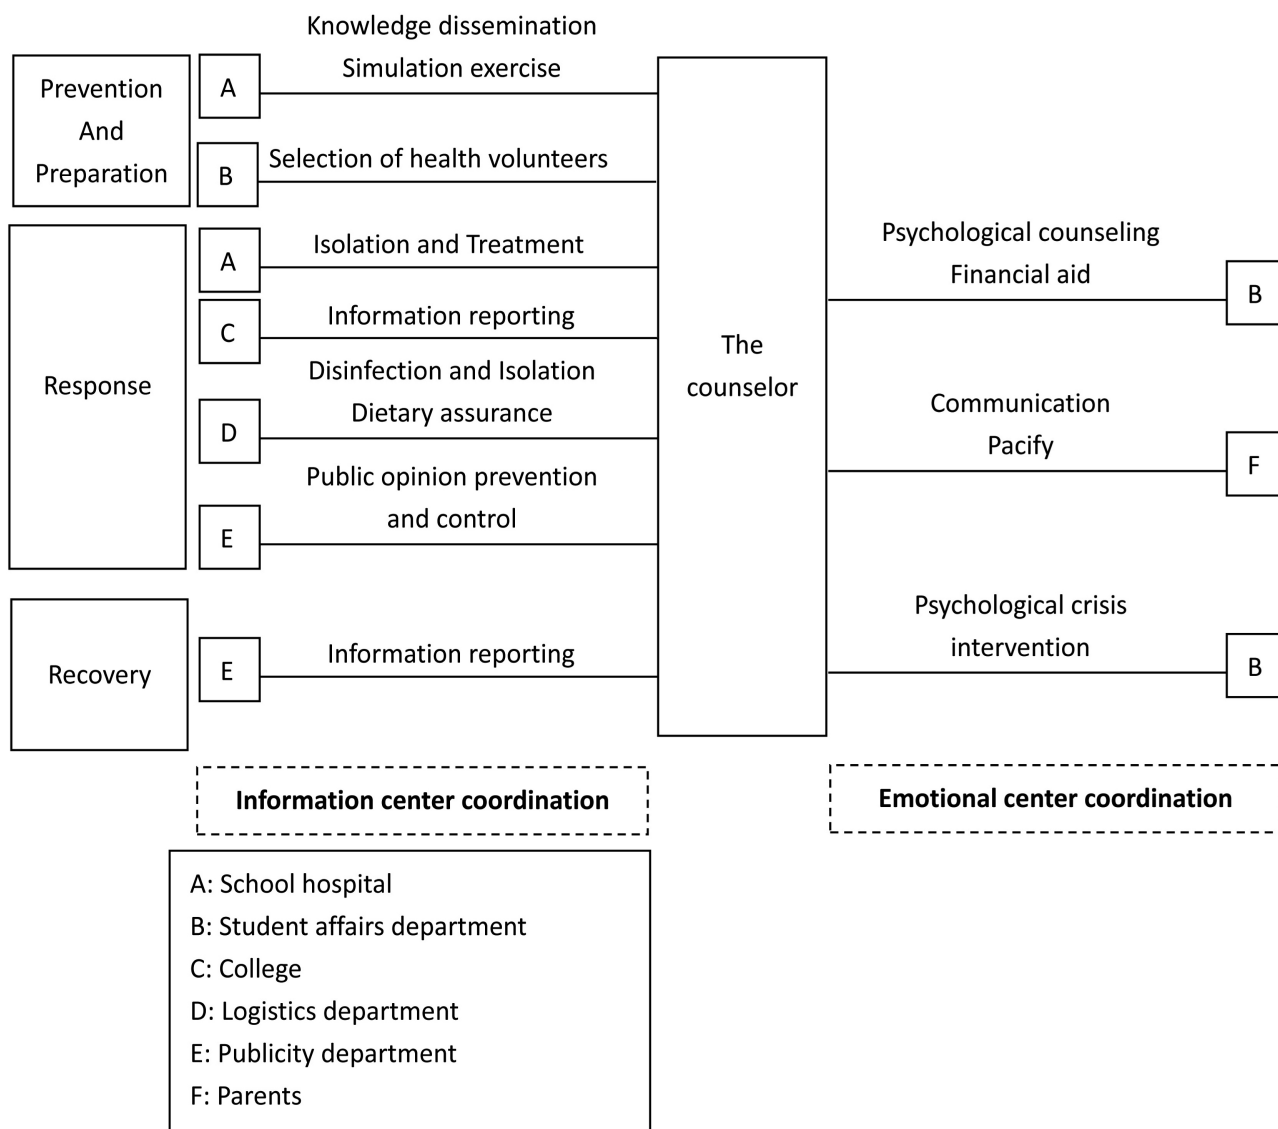 Knowledge dissemination
Simulation exercise
Prevention
And
Preparation
A
B
Selection of health volunteers
Response
A
Isolation and Treatment
C
Information reporting
Disinfection and Isolation
Dietary assurance
D
Public opinion prevention
and control
E
Recovery
E
Information reporting
The
counselor
Psychological counseling
Financial aid
B
Communication
Pacify
F
Psychological crisis
intervention
B
Information center coordination
Emotional center coordination
A: School hospital
B: Student affairs department
C: College
D: Logistics department
E: Publicity department
F: Parents